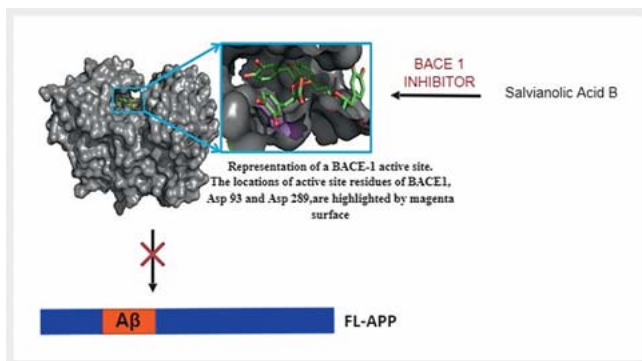 BACE 1
INHIBITOR
Salvianolic Acid B
Representation of a BACE-1 active site.
The locations of active site residues of BACE1,
Asp 93 and Asp 289,are highlighted by magenta
surface
Aβ
FL-APP